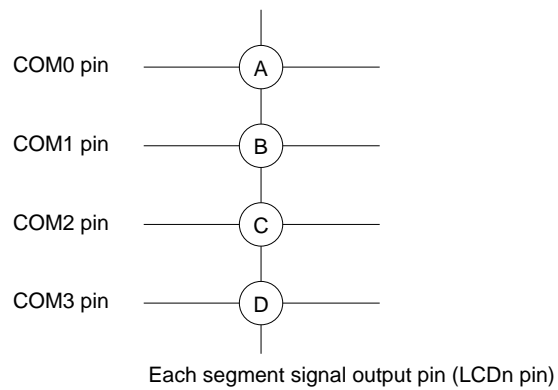 COM0 pin
A
COM1 pin
B
COM2 pin
C
COM3 pin
D
Each segment signal output pin (LCDn pin)